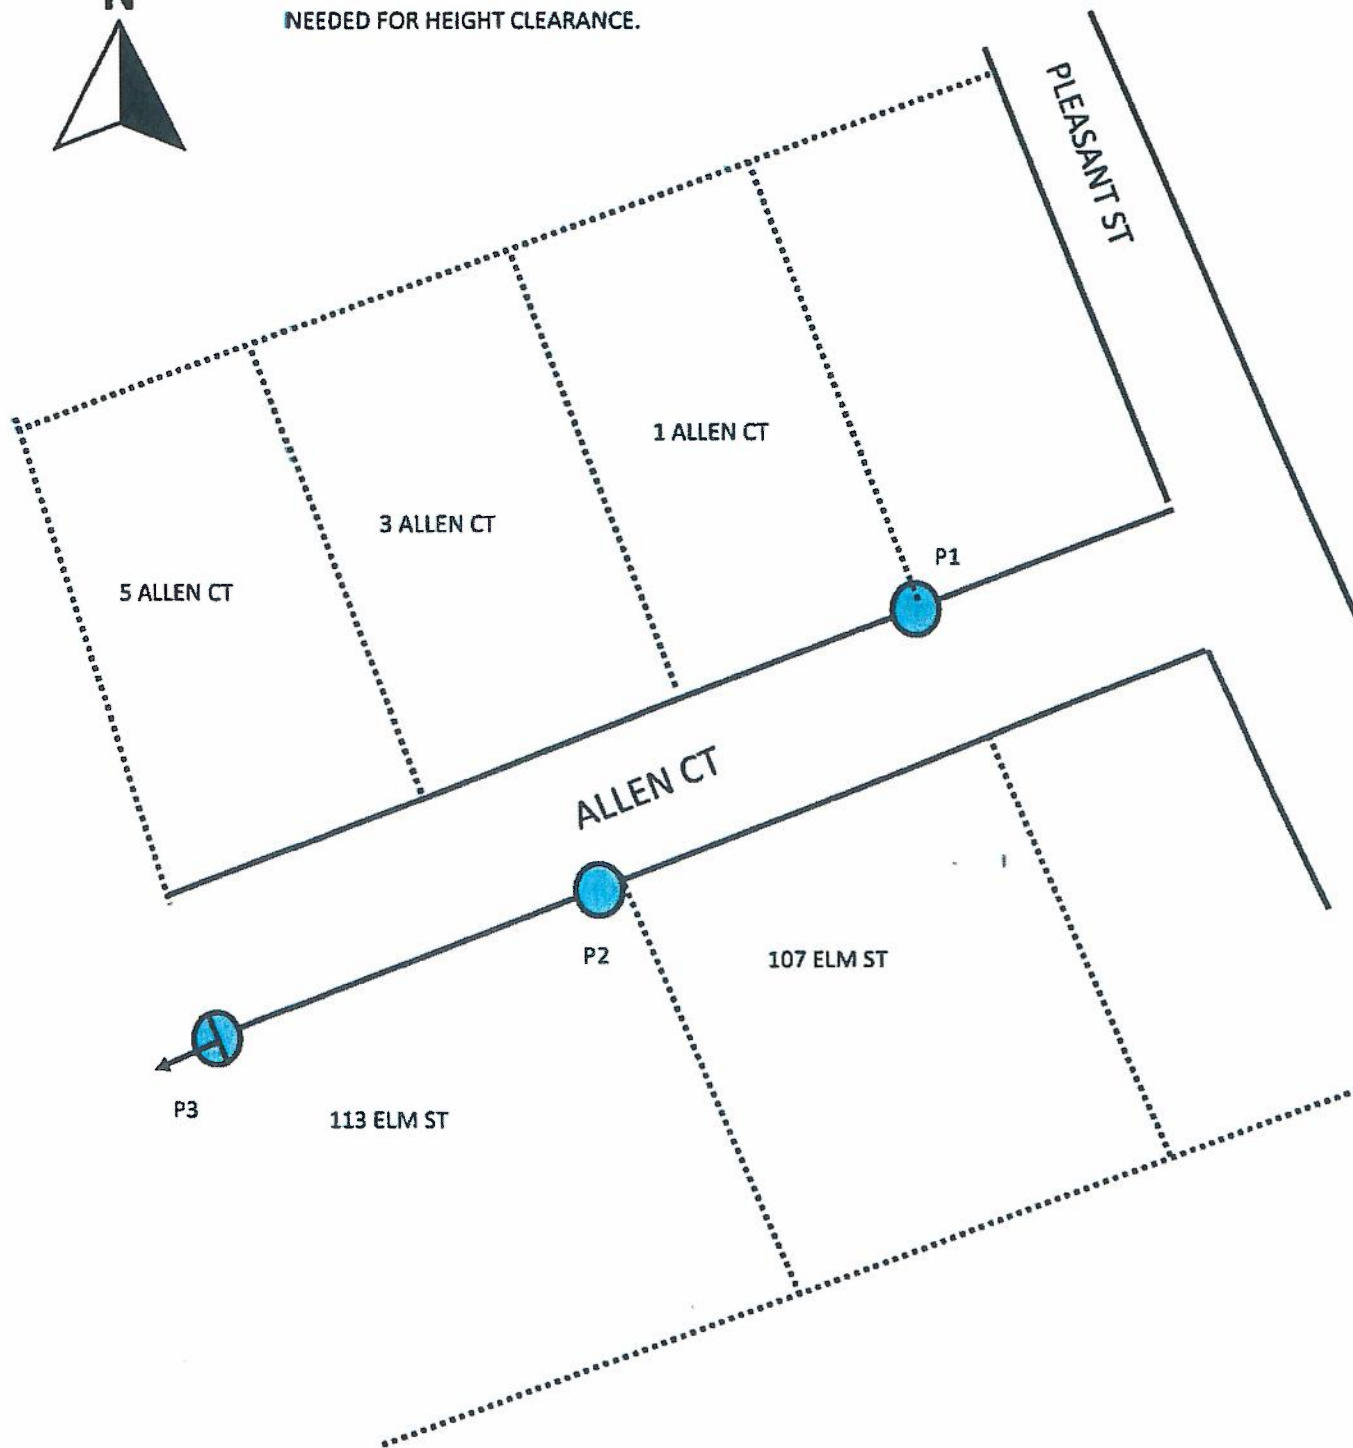 N
NEEDED FOR HEIGHT CLEARANCE.
PLEASANT ST
1 ALLEN CT
3 ALLEN CT
P1
5 ALLEN CT
ALLEN CT
P2
107 ELM ST
P3
113 ELM ST